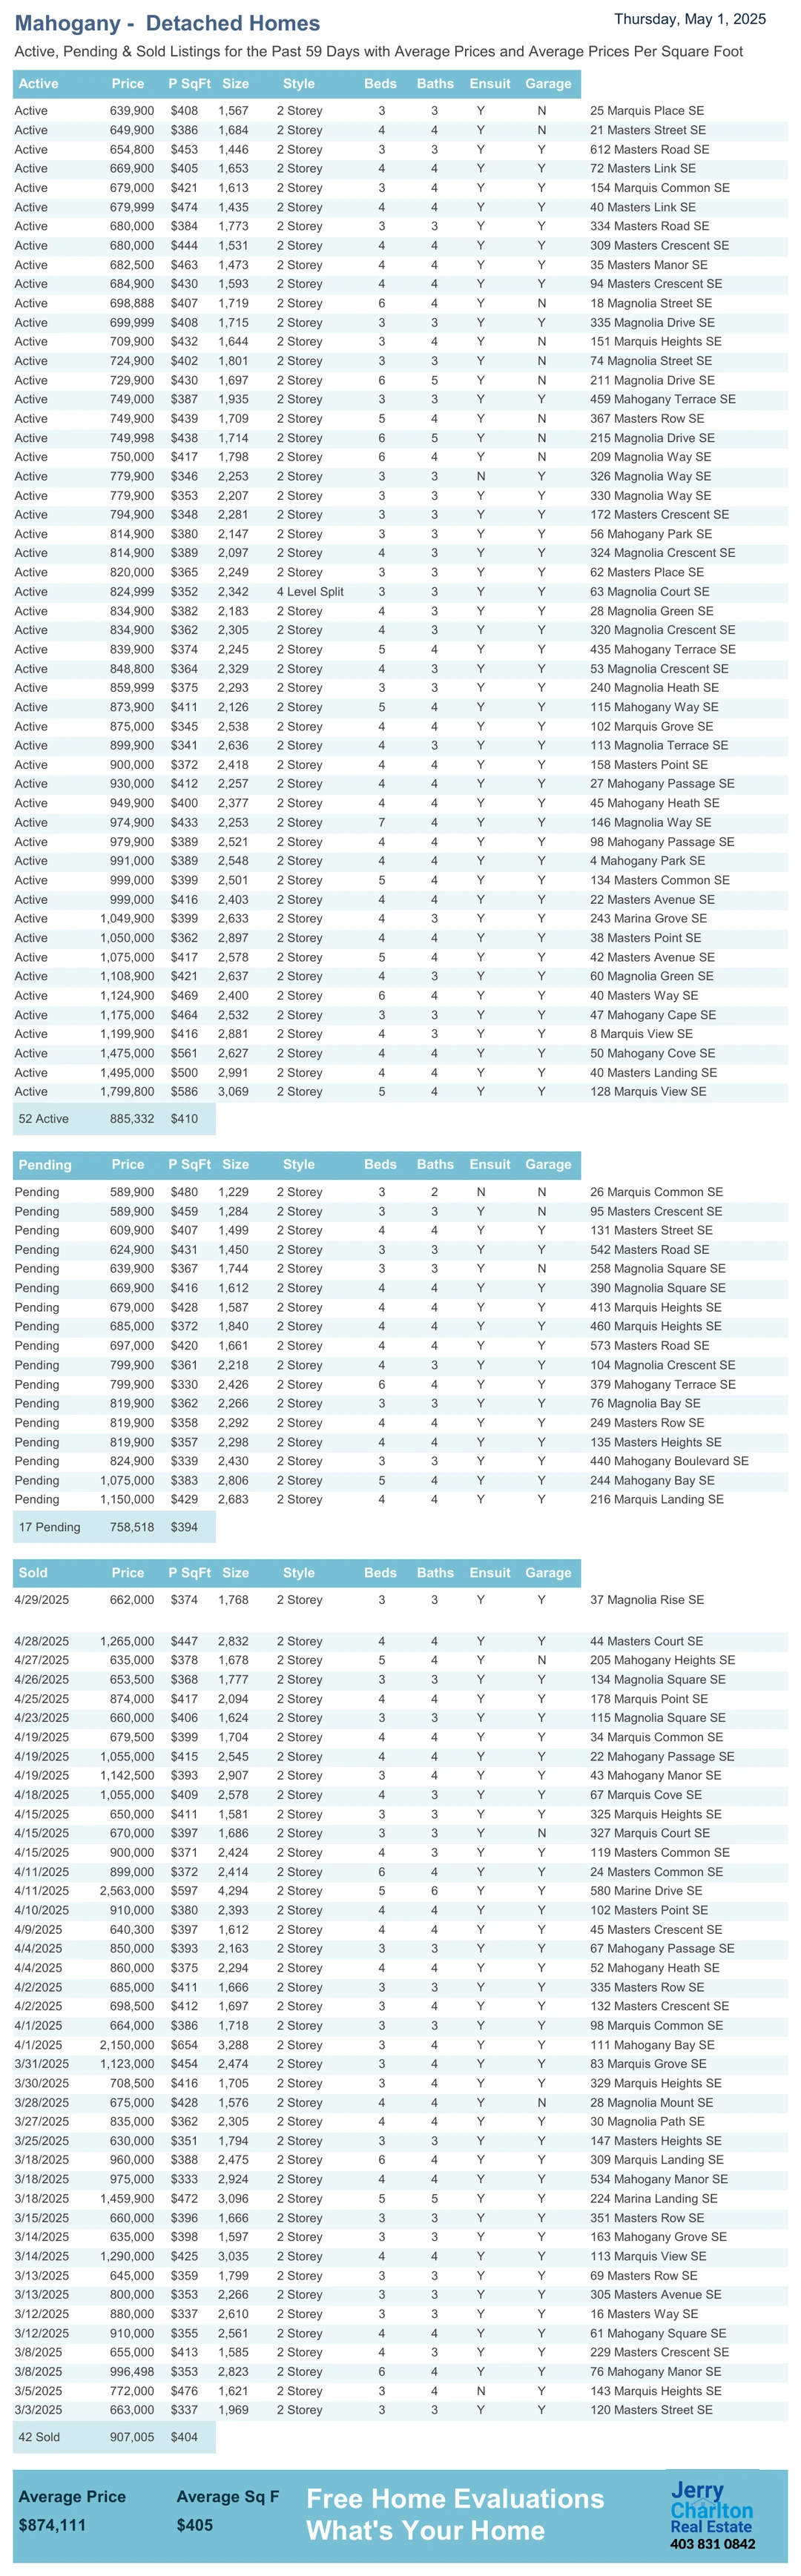 Mahogany - Detached Homes
Thursday, May 1, 2025
Active, Pending & Sold Listings for the Past 59 Days with Average Prices and Average Prices Per Square Foot
Active Price P SqFt Size Style Beds Baths Ensuit Garage
Active 639,900 $408 1,567 2 Storey 3 3 Y N 25 Marquis Place SE
Active 649,900 $386 1,684 2 Storey 4 4 Y N 21 Masters Street SE
Active 654,800 $453 1,446 2 Storey 3 3 Y Y 612 Masters Road SE
Active 669,900 $405 1,653 2 Storey 4 4 Y Y 72 Masters Link SE
Active 679,000 $421 1,613 2 Storey 3 4 Y Y 154 Marquis Common SE
Active 679,999 $474 1,435 2 Storey 4 4 Y Y 40 Masters Link SE
Active 680,000 $384 1,773 2 Storey 3 3 Y Y 334 Masters Road SE
Active 680,000 $444 1,531 2 Storey 4 4 Y Y 309 Masters Crescent SE
Active 682,500 $463 1,473 2 Storey 4 4 Y Y 35 Masters Manor SE
Active 684,900 $430 1,593 2 Storey 4 4 Y Y 94 Masters Crescent SE
Active 698,888 $407 1,719 2 Storey 6 4 Y N 18 Magnolia Street SE
Active 699,999 $408 1,715 2 Storey 3 3 Y Y 335 Magnolia Drive SE
Active 709,900 $432 1,644 2 Storey 3 4 Y N 151 Marquis Heights SE
Active 724,900 $402 1,801 2 Storey 3 3 Y N 74 Magnolia Street SE
Active 729,900 $430 1,697 2 Storey 6 5 Y N 211 Magnolia Drive SE
Active 749,000 $387 1,935 2 Storey 3 3 Y Y 459 Mahogany Terrace SE
Active 749,900 $439 1,709 2 Storey 5 4 Y N 367 Masters Row SE
Active 749,998 $438 1,714 2 Storey 6 5 Y N 215 Magnolia Drive SE
Active 750,000 $417 1,798 2 Storey 6 4 Y N 209 Magnolia Way SE
Active 779,900 $346 2,253 2 Storey 3 3 N Y 326 Magnolia Way SE
Active 779,900 $353 2,207 2 Storey 3 3 Y Y 330 Magnolia Way SE
Active 794,900 $348 2,281 2 Storey 3 3 Y Y 172 Masters Crescent SE
Active 814,900 $380 2,147 2 Storey 3 3 Y Y 56 Mahogany Park SE
Active 814,900 $389 2,097 2 Storey 4 3 Y Y 324 Magnolia Crescent SE
Active 820,000 $365 2,249 2 Storey 3 3 Y Y 62 Masters Place SE
Active 824,999 $352 2,342 4 Level Split 3 3 Y Y 63 Magnolia Court SE
Active 834,900 $382 2,183 2 Storey 4 3 Y Y 28 Magnolia Green SE
Active 834,900 $362 2,305 2 Storey 4 3 Y Y 320 Magnolia Crescent SE
Active 839,900 $374 2,245 2 Storey 5 4 Y Y 435 Mahogany Terrace SE
Active 848,800 $364 2,329 2 Storey 4 3 Y Y 53 Magnolia Crescent SE
Active 859,999 $375 2,293 2 Storey 3 3 Y Y 240 Magnolia Heath SE
Active 873,900 $411 2,126 2 Storey 5 4 Y Y 115 Mahogany Way SE
Active 875,000 $345 2,538 2 Storey 4 4 Y Y 102 Marquis Grove SE
Active 899,900 $341 2,636 2 Storey 4 3 Y Y 113 Magnolia Terrace SE
Active 900,000 $372 2,418 2 Storey 4 4 Y Y 158 Masters Point SE
Active 930,000 $412 2,257 2 Storey 4 4 Y Y 27 Mahogany Passage SE
Active 949,900 $400 2,377 2 Storey 4 4 Y Y 45 Mahogany Heath SE
Active 974,900 $433 2,253 2 Storey 7 4 Y Y 146 Magnolia Way SE
Active 979,900 $389 2,521 2 Storey 4 4 Y Y 98 Mahogany Passage SE
Active 991,000 $389 2,548 2 Storey 4 4 Y Y 4 Mahogany Park SE
Active 999,000 $399 2,501 2 Storey 5 4 Y Y 134 Masters Common SE
Active 999,000 $416 2,403 2 Storey 4 4 Y Y 22 Masters Avenue SE
Active 1,049,900 $399 2,633 2 Storey 4 3 Y Y 243 Marina Grove SE
Active 1,050,000 $362 2,897 2 Storey 4 4 Y Y 38 Masters Point SE
Active 1,075,000 $417 2,578 2 Storey 5 4 Y Y 42 Masters Avenue SE
Active 1,108,900 $421 2,637 2 Storey 4 3 Y Y 60 Magnolia Green SE
Active 1,124,900 $469 2,400 2 Storey 6 4 Y Y 40 Masters Way SE
Active 1,175,000 $464 2,532 2 Storey 3 3 Y Y 47 Mahogany Cape SE
Active 1,199,900 $416 2,881 2 Storey 4 3 Y Y 8 Marquis View SE
Active 1,475,000 $561 2,627 2 Storey 4 4 Y Y 50 Mahogany Cove SE
Active 1,495,000 $500 2,991 2 Storey 4 4 Y Y 40 Masters Landing SE
Active 1,799,800 $586 3,069 2 Storey 5 4 Y Y 128 Marquis View SE
52 Active 885,332 $410
Pending Price P SqFt Size Style Beds Baths Ensuit Garage
Pending 589,900 $480 1,229 2 Storey 3 2 N N 26 Marquis Common SE
Pending 589,900 $459 1,284 2 Storey 3 3 Y N 95 Masters Crescent SE
Pending 609,900 $407 1,499 2 Storey 4 4 Y Y 131 Masters Street SE
Pending 624,900 $431 1,450 2 Storey 3 3 Y Y 542 Masters Road SE
Pending 639,900 $367 1,744 2 Storey 3 3 Y N 258 Magnolia Square SE
Pending 669,900 $416 1,612 2 Storey 4 4 Y Y 390 Magnolia Square SE
Pending 679,000 $428 1,587 2 Storey 4 4 Y Y 413 Marquis Heights SE
Pending 685,000 $372 1,840 2 Storey 4 4 Y Y 460 Marquis Heights SE
Pending 697,000 $420 1,661 2 Storey 4 4 Y Y 573 Masters Road SE
Pending 799,900 $361 2,218 2 Storey 4 3 Y Y 104 Magnolia Crescent SE
Pending 799,900 $330 2,426 2 Storey 6 4 Y Y 379 Mahogany Terrace SE
Pending 819,900 $362 2,266 2 Storey 3 3 Y Y 76 Magnolia Bay SE
Pending 819,900 $358 2,292 2 Storey 4 4 Y Y 249 Masters Row SE
Pending 819,900 $357 2,298 2 Storey 4 4 Y Y 135 Masters Heights SE
Pending 824,900 $339 2,430 2 Storey 3 3 Y Y 440 Mahogany Boulevard SE
Pending 1,075,000 $383 2,806 2 Storey 5 4 Y Y 244 Mahogany Bay SE
Pending 1,150,000 $429 2,683 2 Storey 4 4 Y Y 216 Marquis Landing SE
17 Pending 758,518 $394
Sold Price P SqFt Size Style Beds Baths Ensuit Garage
4/29/2025 662,000 $374 1,768 2 Storey 3 3 Y Y 37 Magnolia Rise SE
4/28/2025 1,265,000 $447 2,832 2 Storey 4 4 Y Y 44 Masters Court SE
4/27/2025 635,000 $378 1,678 2 Storey 5 4 Y N 205 Mahogany Heights SE
4/26/2025 653,500 $368 1,777 2 Storey 3 3 Y Y 134 Magnolia Square SE
4/25/2025 874,000 $417 2,094 2 Storey 4 4 Y Y 178 Marquis Point SE
4/23/2025 660,000 $406 1,624 2 Storey 3 3 Y Y 115 Magnolia Square SE
4/19/2025 679,500 $399 1,704 2 Storey 4 4 Y Y 34 Marquis Common SE
4/19/2025 1,055,000 $415 2,545 2 Storey 4 4 Y Y 22 Mahogany Passage SE
4/19/2025 1,142,500 $393 2,907 2 Storey 3 4 Y Y 43 Mahogany Manor SE
4/18/2025 1,055,000 $409 2,578 2 Storey 4 3 Y Y 67 Marquis Cove SE
4/15/2025 650,000 $411 1,581 2 Storey 3 3 Y Y 325 Marquis Heights SE
4/15/2025 670,000 $397 1,686 2 Storey 3 3 Y N 327 Marquis Court SE
4/15/2025 900,000 $371 2,424 2 Storey 4 3 Y Y 119 Masters Common SE
4/11/2025 899,000 $372 2,414 2 Storey 6 4 Y Y 24 Masters Common SE
4/11/2025 2,563,000 $597 4,294 2 Storey 5 6 Y Y 580 Marine Drive SE
4/10/2025 910,000 $380 2,393 2 Storey 4 4 Y Y 102 Masters Point SE
4/9/2025 640,300 $397 1,612 2 Storey 4 4 Y Y 45 Masters Crescent SE
4/4/2025 850,000 $393 2,163 2 Storey 3 3 Y Y 67 Mahogany Passage SE
4/4/2025 860,000 $375 2,294 2 Storey 4 4 Y Y 52 Mahogany Heath SE
4/2/2025 685,000 $411 1,666 2 Storey 3 3 Y Y 335 Masters Row SE
4/2/2025 698,500 $412 1,697 2 Storey 3 4 Y Y 132 Masters Crescent SE
4/1/2025 664,000 $386 1,718 2 Storey 3 3 Y Y 98 Marquis Common SE
4/1/2025 2,150,000 $654 3,288 2 Storey 3 4 Y Y 111 Mahogany Bay SE
3/31/2025 1,123,000 $454 2,474 2 Storey 3 4 Y Y 83 Marquis Grove SE
3/30/2025 708,500 $416 1,705 2 Storey 3 4 Y Y 329 Marquis Heights SE
3/28/2025 675,000 $428 1,576 2 Storey 4 4 Y N 28 Magnolia Mount SE
3/27/2025 835,000 $362 2,305 2 Storey 4 4 Y Y 30 Magnolia Path SE
3/25/2025 630,000 $351 1,794 2 Storey 3 3 Y Y 147 Masters Heights SE
3/18/2025 960,000 $388 2,475 2 Storey 6 4 Y Y 309 Marquis Landing SE
3/18/2025 975,000 $333 2,924 2 Storey 4 4 Y Y 534 Mahogany Manor SE
3/18/2025 1,459,900 $472 3,096 2 Storey 5 5 Y Y 224 Marina Landing SE
3/15/2025 660,000 $396 1,666 2 Storey 3 3 Y Y 351 Masters Row SE
3/14/2025 635,000 $398 1,597 2 Storey 3 3 Y Y 163 Mahogany Grove SE
3/14/2025 1,290,000 $425 3,035 2 Storey 4 4 Y Y 113 Marquis View SE
3/13/2025 645,000 $359 1,799 2 Storey 3 3 Y Y 69 Masters Row SE
3/13/2025 800,000 $353 2,266 2 Storey 3 3 Y Y 305 Masters Avenue SE
3/12/2025 880,000 $337 2,610 2 Storey 3 3 Y Y 16 Masters Way SE
3/12/2025 910,000 $355 2,561 2 Storey 4 4 Y Y 61 Mahogany Square SE
3/8/2025 655,000 $413 1,585 2 Storey 4 3 Y Y 229 Masters Crescent SE
3/8/2025 996,498 $353 2,823 2 Storey 6 4 Y Y 76 Mahogany Manor SE
3/5/2025 772,000 $476 1,621 2 Storey 3 4 N Y 143 Marquis Heights SE
3/3/2025 663,000 $337 1,969 2 Storey 3 3 Y Y 120 Masters Street SE
42 Sold 907,005 $404
Average Price Average Sq F
$874,111 $405
Free Home Evaluations
What's Your Home
Jerry
Charlton
Real Estate
403 831 0842